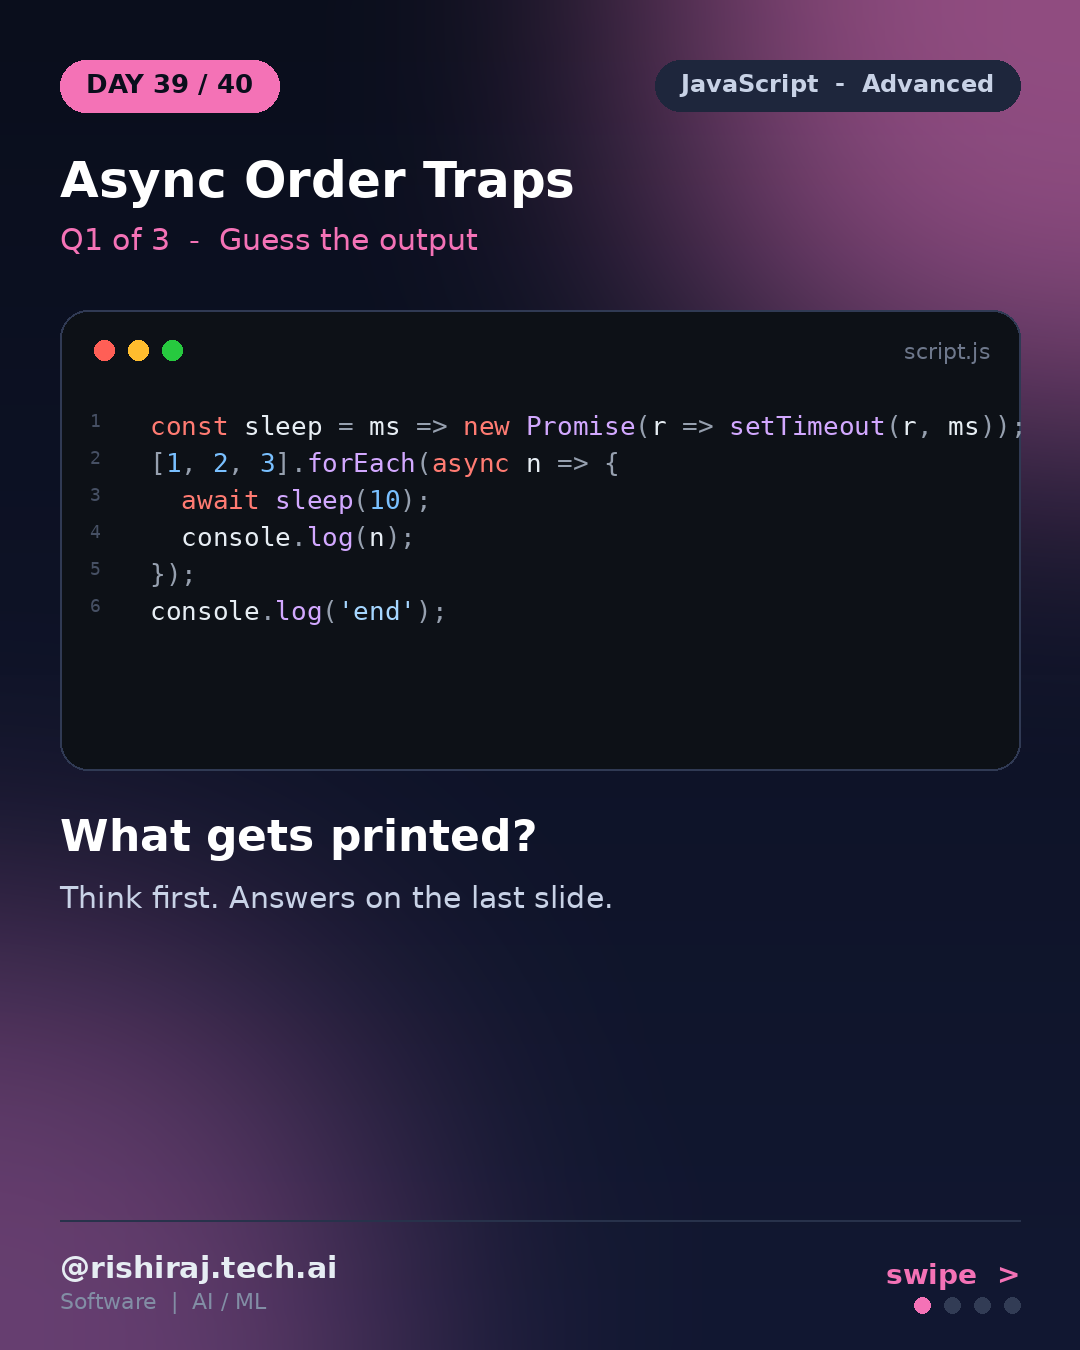 DAY 39 / 40
JavaScript - Advanced
Async Order Traps
Q1 of 3 - Guess the output
script.js
1 const sleep = ms => new Promise(r => setTimeout(r, ms));
2 [1, 2, 3].forEach(async n => {
3   await sleep(10);
4   console.log(n);
5 });
6 console.log('end');
What gets printed?
Think first. Answers on the last slide.
@rishiraj.tech.ai
Software | AI / ML
swipe >